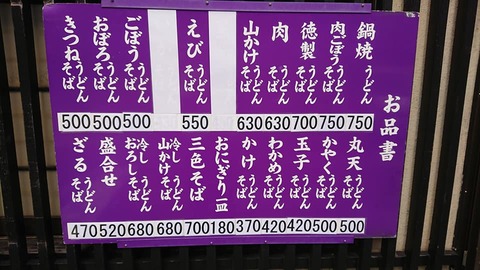 お品書
鍋焼 うどん 750
肉ごぼう うどん そば 750
徳製 うどん そば 700
肉 うどん そば 630
山かけ うどん そば 630
えび うどん そば 550
ごぼう うどん そば 500
おぼろ うどん そば 500
きつね うどん そば 500
丸天 うどん そば 500
かやく うどん そば 500
玉子 うどん そば 420
わかめ うどん そば 420
かけ うどん そば 370
おにぎり一皿 180
三色そば 700
冷し山かけ うどん そば 680
冷しおろし うどん そば 680
盛合せ 520
ざる うどん そば 470